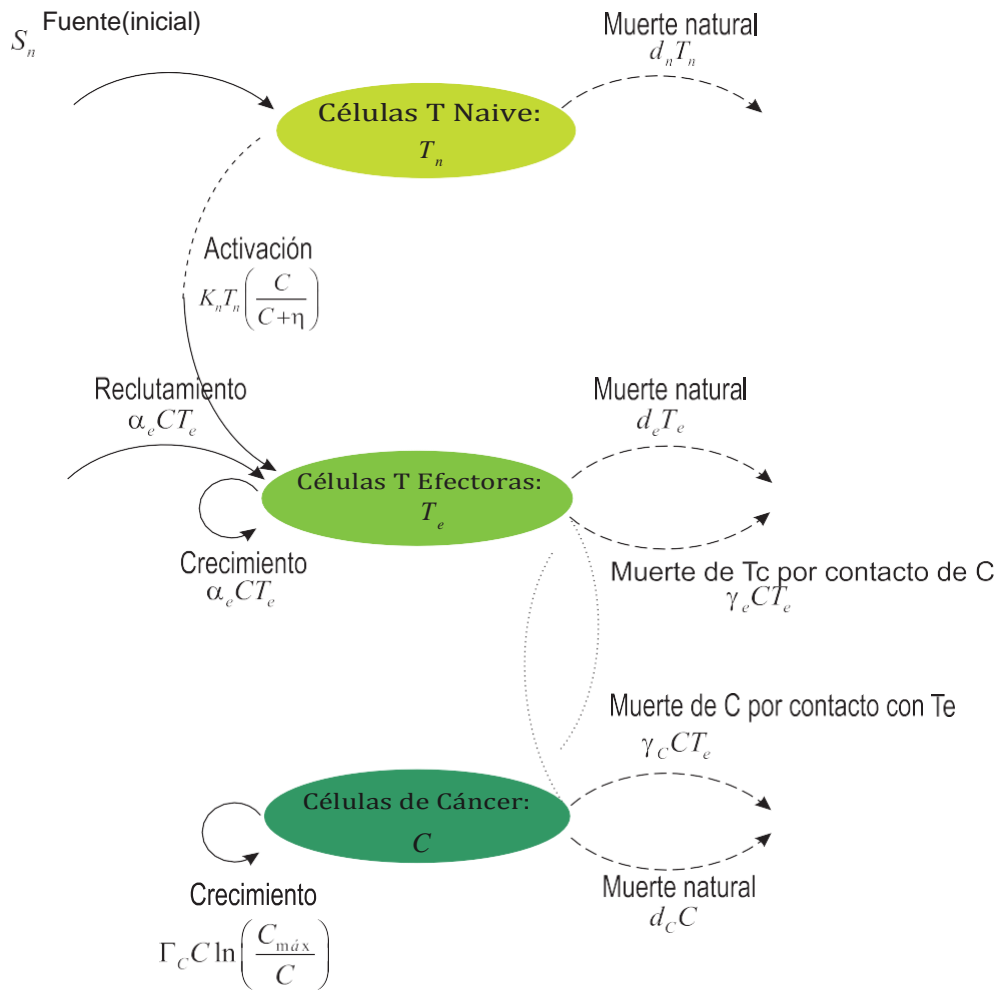 Fuente(inicial)
S_n
Muerte natural
d_n T_n
Células T Naive:
T_n
Activación
K_n T_n ( C / C+η )
Reclutamiento
α_e C T_e
Muerte natural
d_e T_e
Células T Efectoras:
T_e
Crecimiento
α_e C T_e
Muerte de Tc por contacto de C
γ_e C T_e
Muerte de C por contacto con Te
γ_C C T_e
Células de Cáncer:
C
Crecimiento
Γ_C C ln ( C_máx / C )
Muerte natural
d_C C